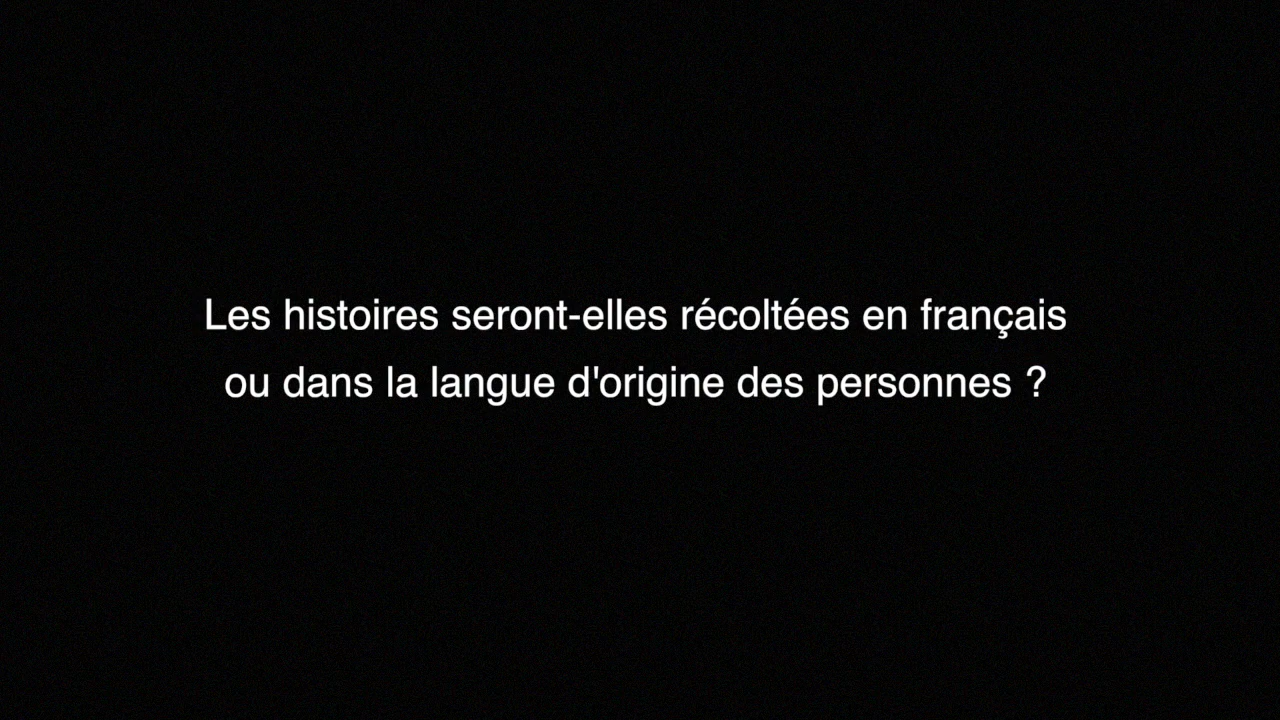 Les histoires seront-elles récoltées en français
ou dans la langue d'origine des personnes ?